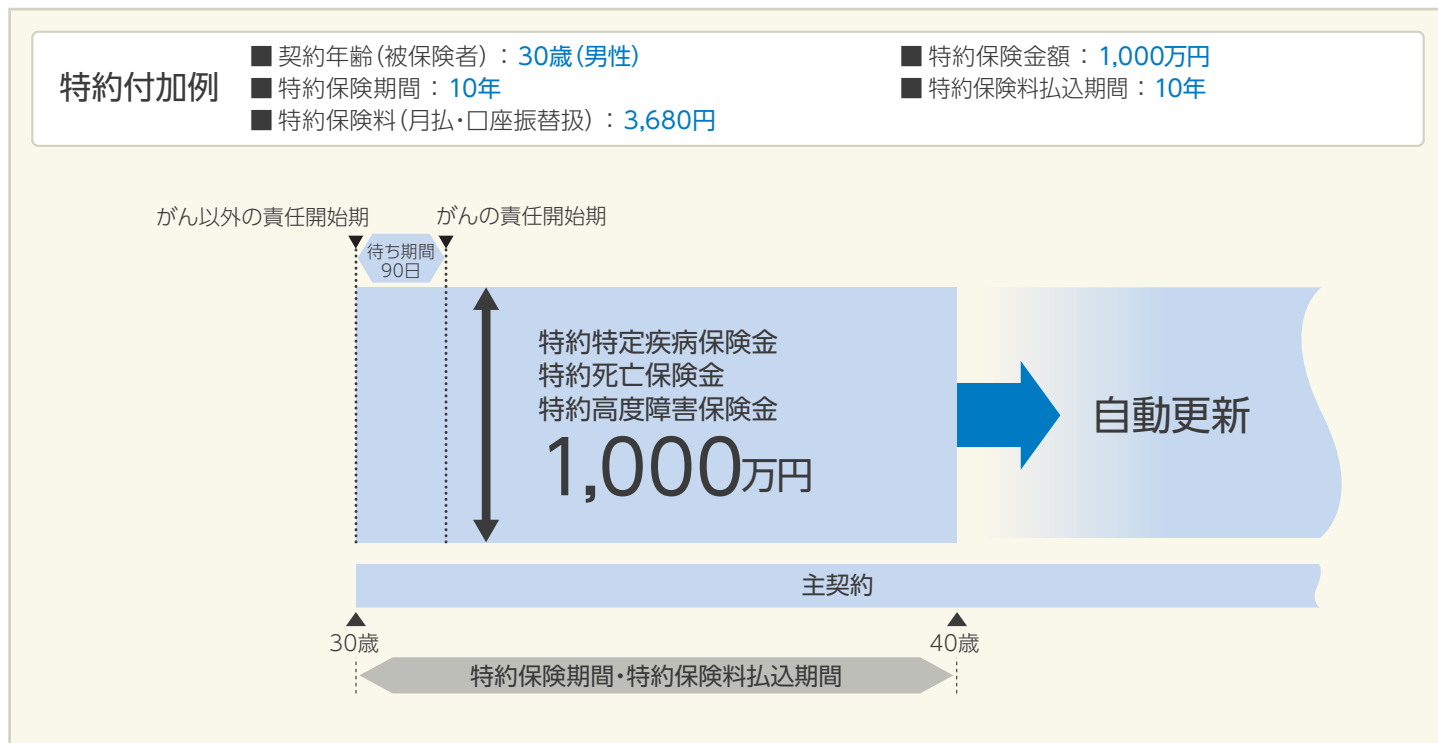 特約付加例
■ 契約年齢(被保険者) : 30歳(男性)
■ 特約保険金額 : 1,000万円
■ 特約保険期間 : 10年
■ 特約保険料払込期間 : 10年
■ 特約保険料(月払・口座振替扱) : 3,680円
がん以外の責任開始期
がんの責任開始期
待ち期間
90日
特約特定疾病保険金
特約死亡保険金
特約高度障害保険金
1,000万円
自動更新
主契約
30歳
40歳
特約保険期間・特約保険料払込期間